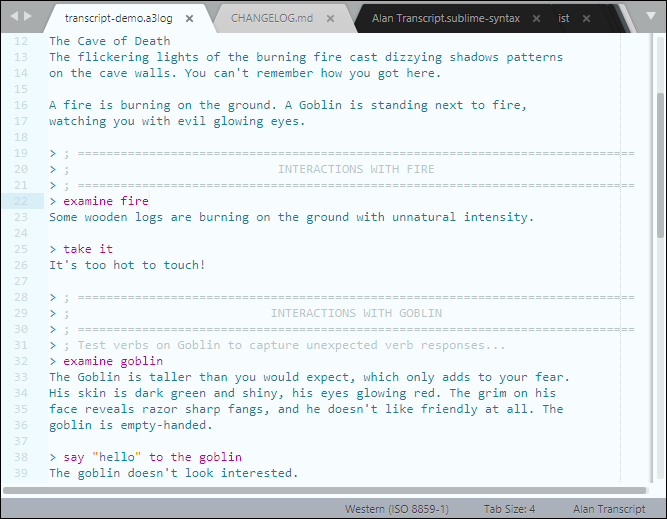 transcript-demo.a3log CHANGELOG.md Alan Transcript.sublime-syntax ist
12 The Cave of Death
13 The flickering lights of the burning fire cast dizzying shadows patterns
14 on the cave walls. You can't remember how you got here.
15
16 A fire is burning on the ground. A Goblin is standing next to fire,
17 watching you with evil glowing eyes.
18
19 > ; ==============================================================================
20 > ; INTERACTIONS WITH FIRE
21 > ; ==============================================================================
22 > examine fire
23 Some wooden logs are burning on the ground with unnatural intensity.
24
25 > take it
26 It's too hot to touch!
27
28 > ; ==============================================================================
29 > ; INTERACTIONS WITH GOBLIN
30 > ; ==============================================================================
31 > ; Test verbs on Goblin to capture unexpected verb responses...
32 > examine goblin
33 The Goblin is taller than you would expect, which only adds to your fear.
34 His skin is dark green and shiny, his eyes glowing red. The grim on his
35 face reveals razor sharp fangs, and he doesn't like friendly at all. The
36 goblin is empty-handed.
37
38 > say "hello" to the goblin
39 The goblin doesn't look interested.
Western (ISO 8859-1) Tab Size: 4 Alan Transcript